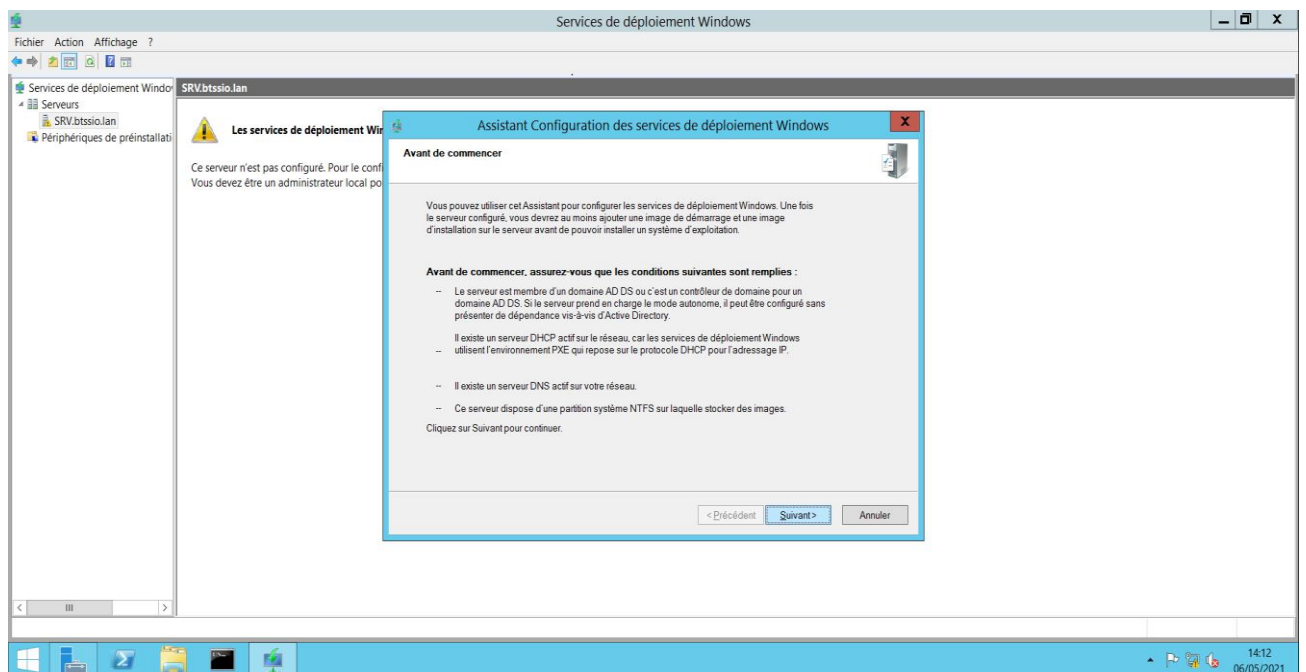 Services de déploiement Windows
Fichier Action Affichage ?
Services de déploiement Windo
Serveurs
SRV.btssio.lan
Périphériques de préinstallati
SRV.btssio.lan
Les services de déploiement Wir
Ce serveur n'est pas configuré. Pour le confi
Vous devez être un administrateur local po
Assistant Configuration des services de déploiement Windows
Avant de commencer
Vous pouvez utiliser cet Assistant pour configurer les services de déploiement Windows. Une fois
le serveur configuré, vous devrez au moins ajouter une image de démarrage et une image
d'installation sur le serveur avant de pouvoir installer un système d'exploitation.
Avant de commencer, assurez-vous que les conditions suivantes sont remplies :
-- Le serveur est membre d'un domaine AD DS ou c'est un contrôleur de domaine pour un
domaine AD DS. Si le serveur prend en charge le mode autonome, il peut être configuré sans
présenter de dépendance vis-à-vis d'Active Directory.
Il existe un serveur DHCP actif sur le réseau, car les services de déploiement Windows
-- utilisent l'environnement PXE qui repose sur le protocole DHCP pour l'adressage IP.
-- Il existe un serveur DNS actif sur votre réseau.
-- Ce serveur dispose d'une partition système NTFS sur laquelle stocker des images.
Cliquez sur Suivant pour continuer.
< Précédent Suivant > Annuler
14:12
06/05/2021